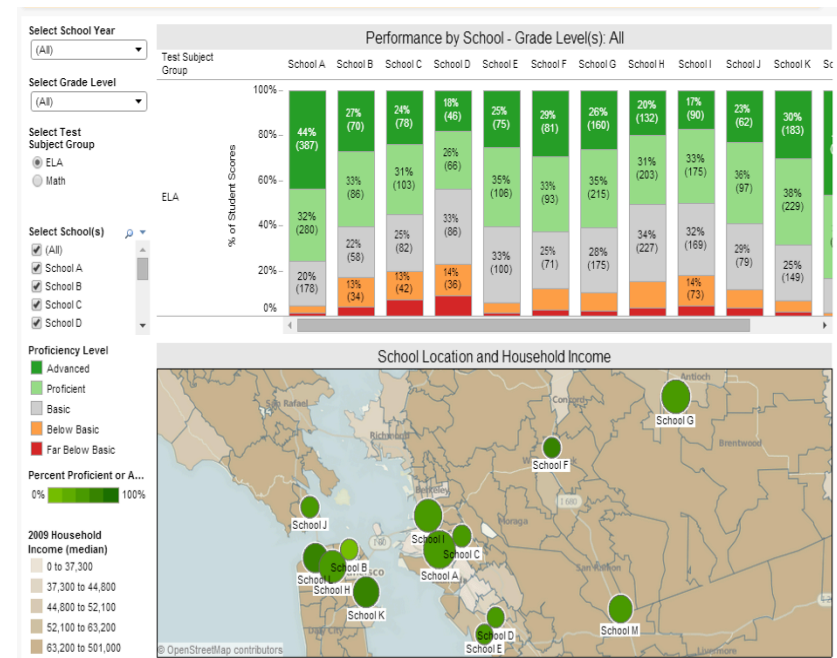 Select School Year
(All)
Select Grade Level
(All)
Select Test
Subject Group
ELA
Math
Select School(s)
(All)
School A
School B
School C
School D
Proficiency Level
Advanced
Proficient
Basic
Below Basic
Far Below Basic
Percent Proficient or A...
0% 100%
2009 Household
Income (median)
0 to 37,300
37,300 to 44,800
44,800 to 52,100
52,100 to 63,200
63,200 to 501,000
Performance by School - Grade Level(s): All
Test Subject
Group
School A School B School C School D School E School F School G School H School I School J School K Sc
ELA
% of Student Scores
100%
80%
60%
40%
20%
0%
44%
(387)
32%
(280)
20%
(178)
27%
(70)
33%
(86)
22%
(58)
13%
(34)
24%
(78)
31%
(103)
25%
(82)
13%
(42)
18%
(46)
26%
(66)
33%
(86)
14%
(36)
25%
(75)
35%
(106)
33%
(100)
29%
(81)
33%
(93)
25%
(71)
26%
(160)
35%
(215)
28%
(175)
20%
(132)
31%
(203)
34%
(227)
17%
(90)
33%
(175)
32%
(169)
14%
(73)
23%
(62)
36%
(97)
29%
(79)
30%
(183)
38%
(229)
25%
(149)
School Location and Household Income
Antioch
San Rafael
Concord
School G
Richmond
Brentwood
School F
Berkeley
I 680
School J
Moraga
School I
I 80
School C
School B
San Ramon
School A
School L
School H
School K
School M
School D
Daly City
School E
Livermore
© OpenStreetMap contributors